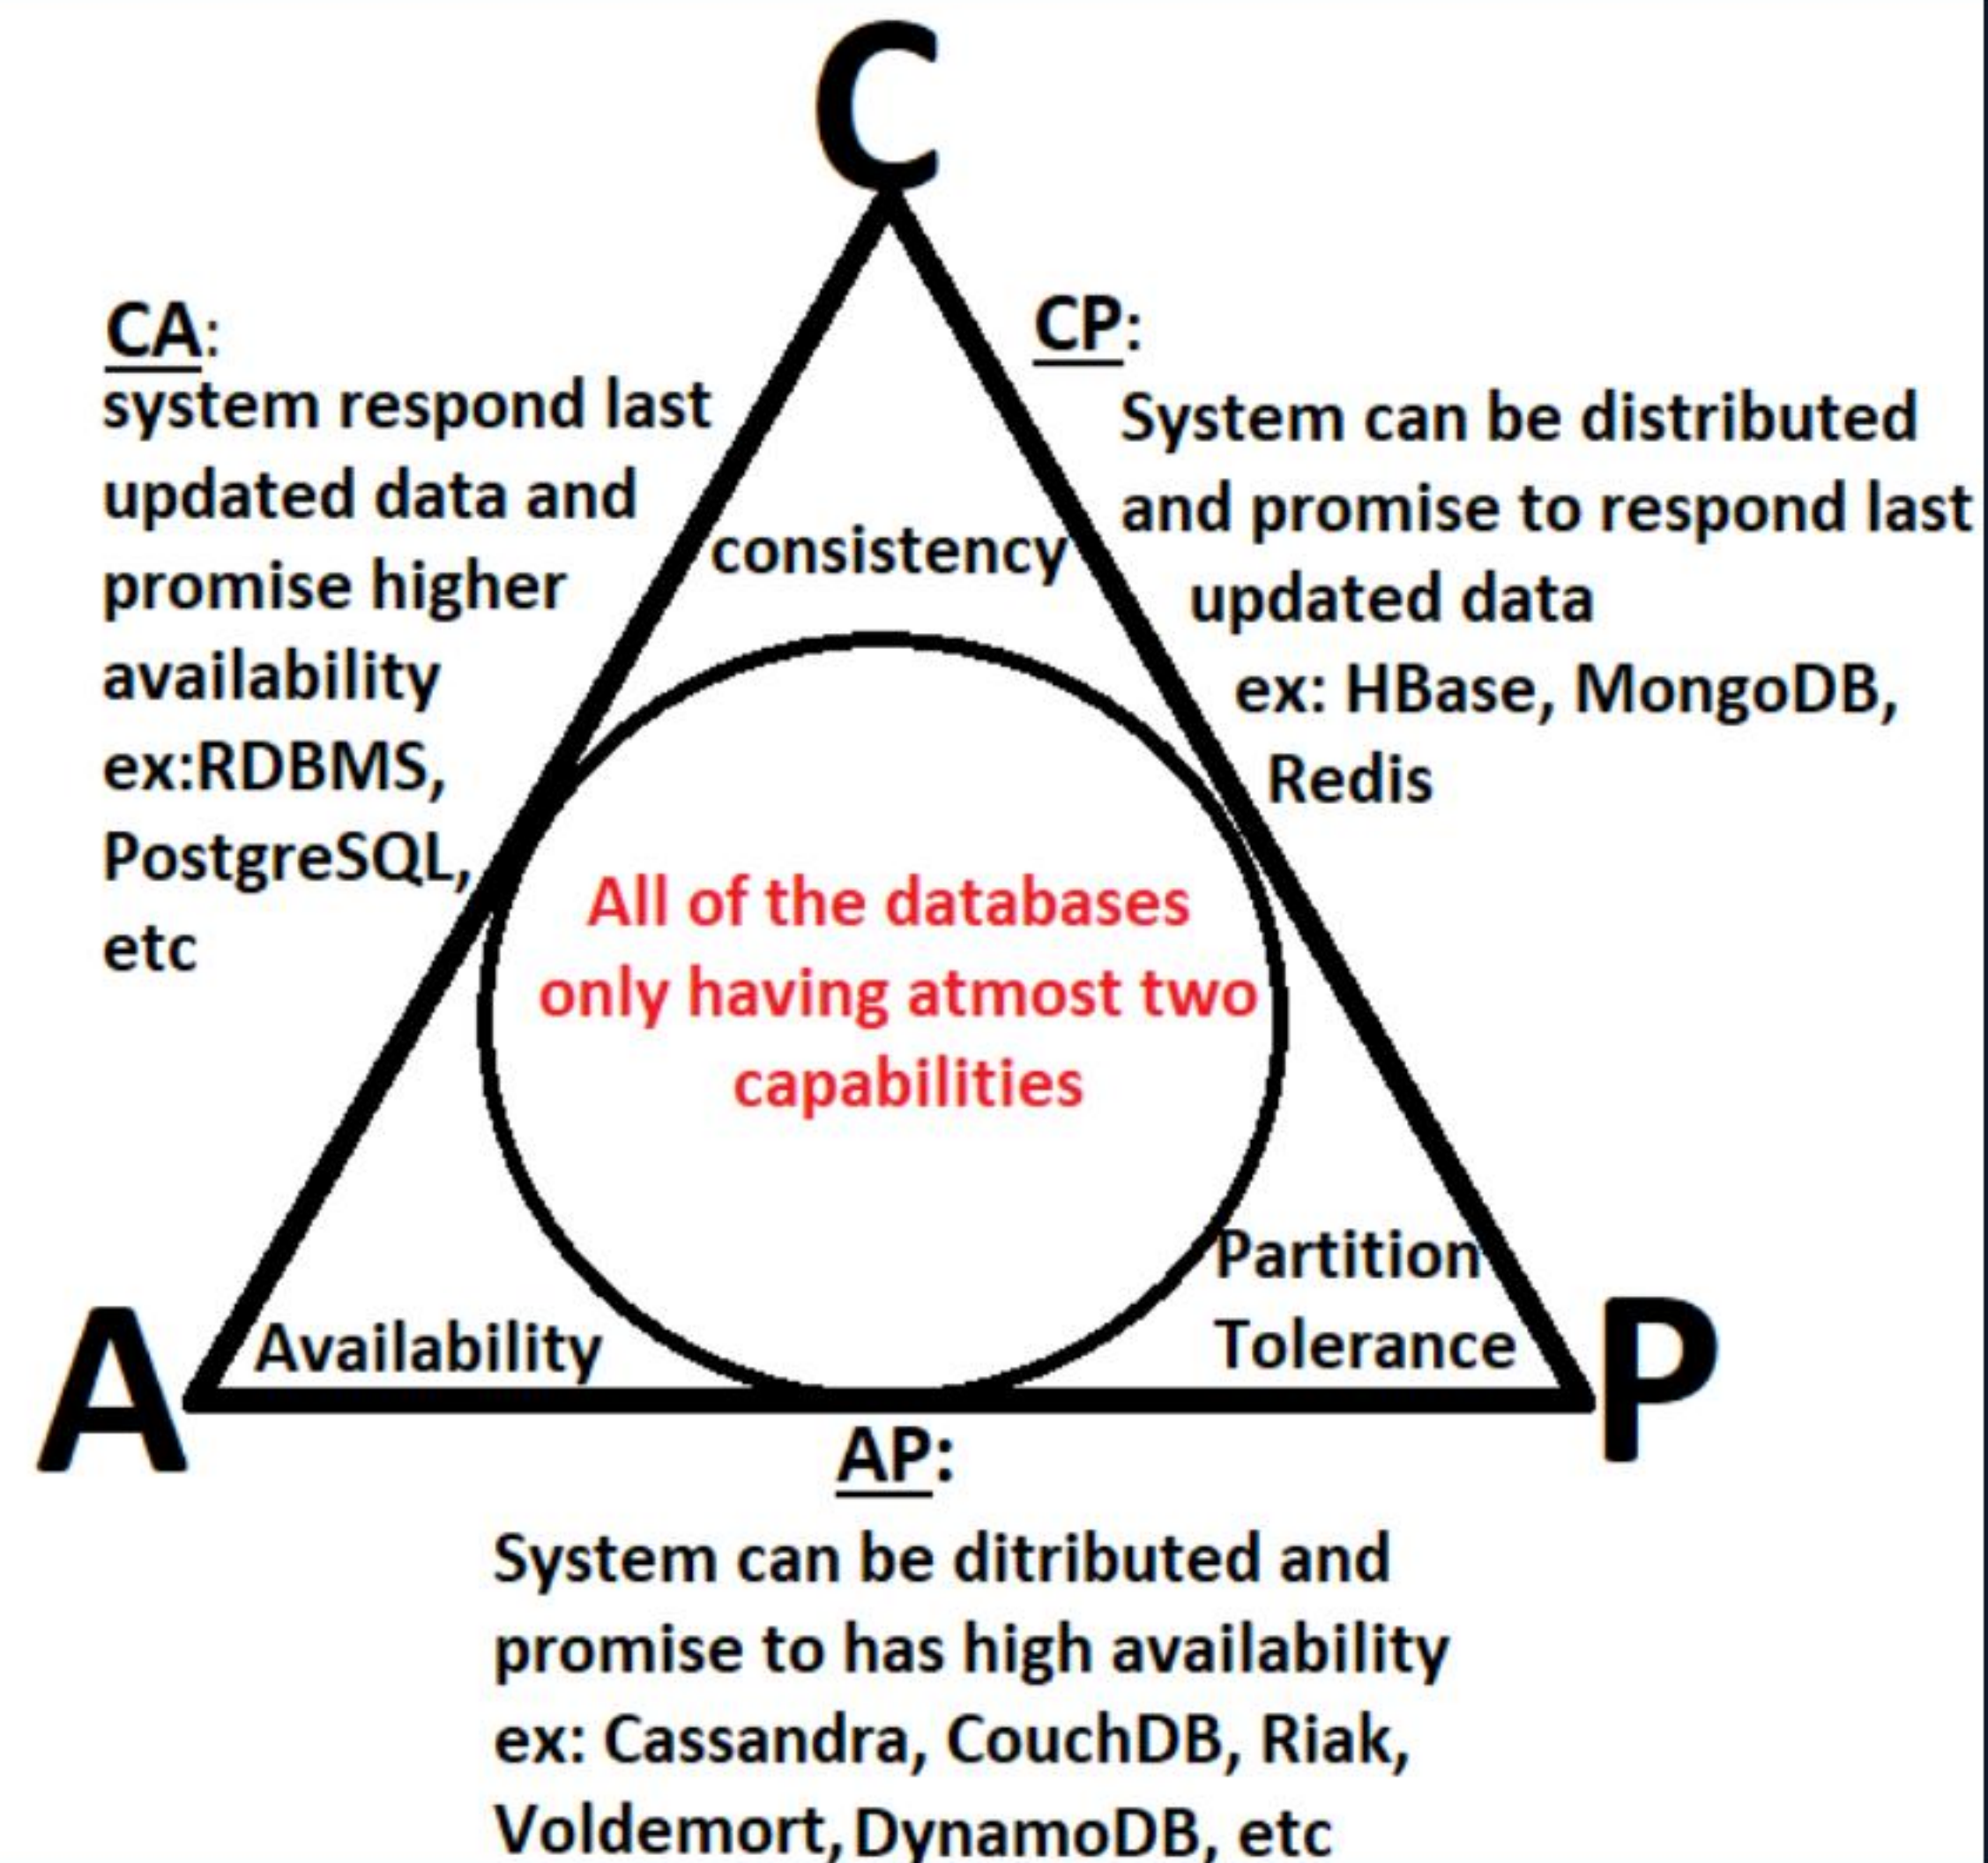 C
CA:
system respond last
updated data and
promise higher
availability
ex:RDBMS,
PostgreSQL,
etc
CP:
System can be distributed
and promise to respond last
updated data
ex: HBase, MongoDB,
Redis
consistency
All of the databases
only having atmost two
capabilities
Partition
Tolerance
Availability
A
P
AP:
System can be ditributed and
promise to has high availability
ex: Cassandra, CouchDB, Riak,
Voldemort, DynamoDB, etc